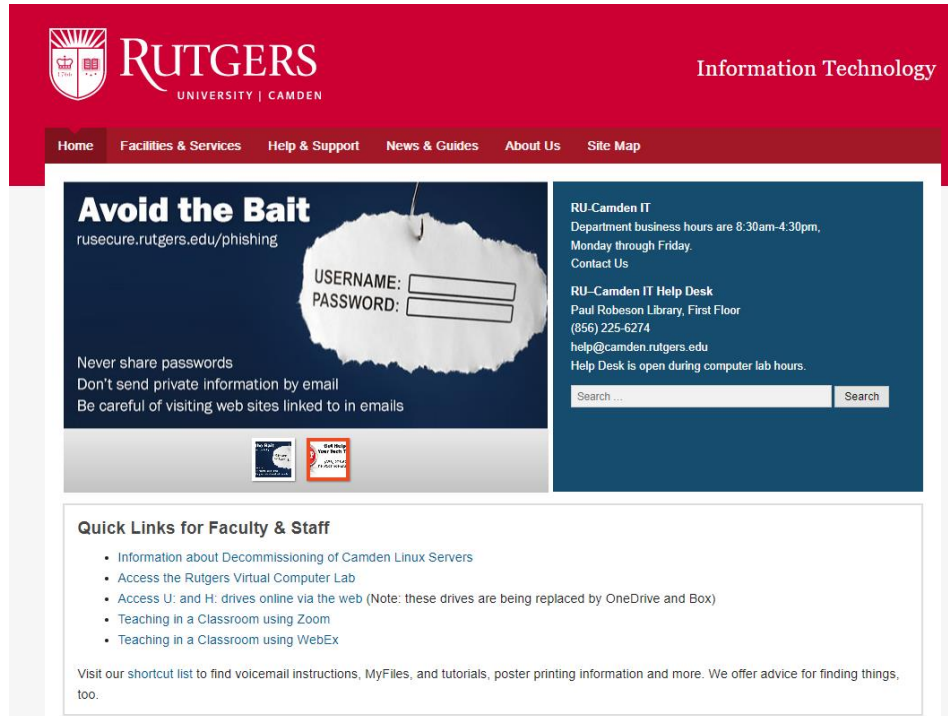 1766
RUTGERS
UNIVERSITY | CAMDEN
Information Technology
Home Facilities & Services Help & Support News & Guides About Us Site Map
Avoid the Bait
rusecure.rutgers.edu/phishing
USERNAME:
PASSWORD:
Never share passwords
Don't send private information by email
Be careful of visiting web sites linked to in emails
RU-Camden IT
Department business hours are 8:30am-4:30pm,
Monday through Friday.
Contact Us
RU–Camden IT Help Desk
Paul Robeson Library, First Floor
(856) 225-6274
help@camden.rutgers.edu
Help Desk is open during computer lab hours.
Search ... Search
Quick Links for Faculty & Staff
• Information about Decommissioning of Camden Linux Servers
• Access the Rutgers Virtual Computer Lab
• Access U: and H: drives online via the web (Note: these drives are being replaced by OneDrive and Box)
• Teaching in a Classroom using Zoom
• Teaching in a Classroom using WebEx
Visit our shortcut list to find voicemail instructions, MyFiles, and tutorials, poster printing information and more. We offer advice for finding things,
too.